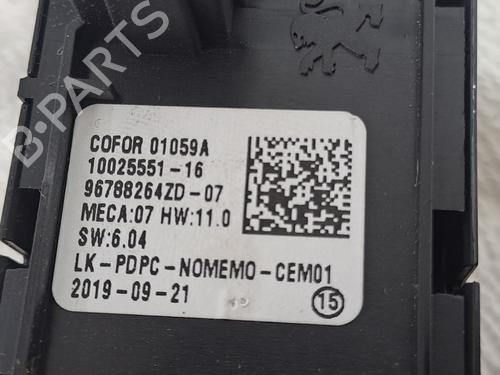 COFOR 01059A
10025551-16
96788264ZD-07
MECA:07 HW:11.0
SW:6.04
LK-PDPC-NOMEMO-CEM01
2019-09-21
15
B-PARTS